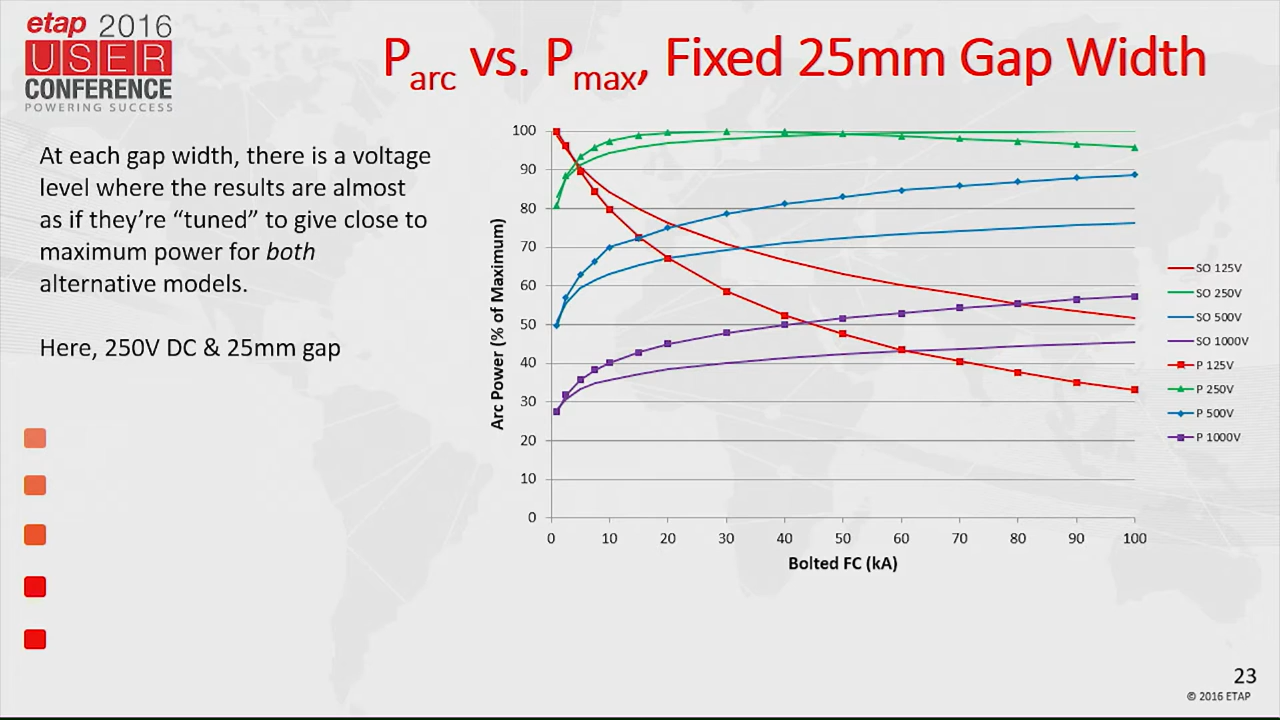 etap 2016
USER
CONFERENCE
POWERING SUCCESS
Parc vs. Pmax, Fixed 25mm Gap Width
At each gap width, there is a voltage
level where the results are almost
as if they’re “tuned” to give close to
maximum power for both
alternative models.
Here, 250V DC & 25mm gap
Arc Power (% of Maximum)
100
90
80
70
60
50
40
30
20
10
0
0 10 20 30 40 50 60 70 80 90 100
Bolted FC (kA)
SO 125V
SO 250V
SO 500V
SO 1000V
P 125V
P 250V
P 500V
P 1000V
23
© 2016 ETAP